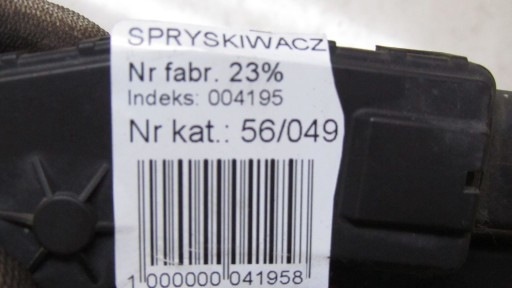 SPRYSKIWACZ
Nr fabr. 23%
Indeks: 004195
Nr kat.: 56/049
1 000000 041958